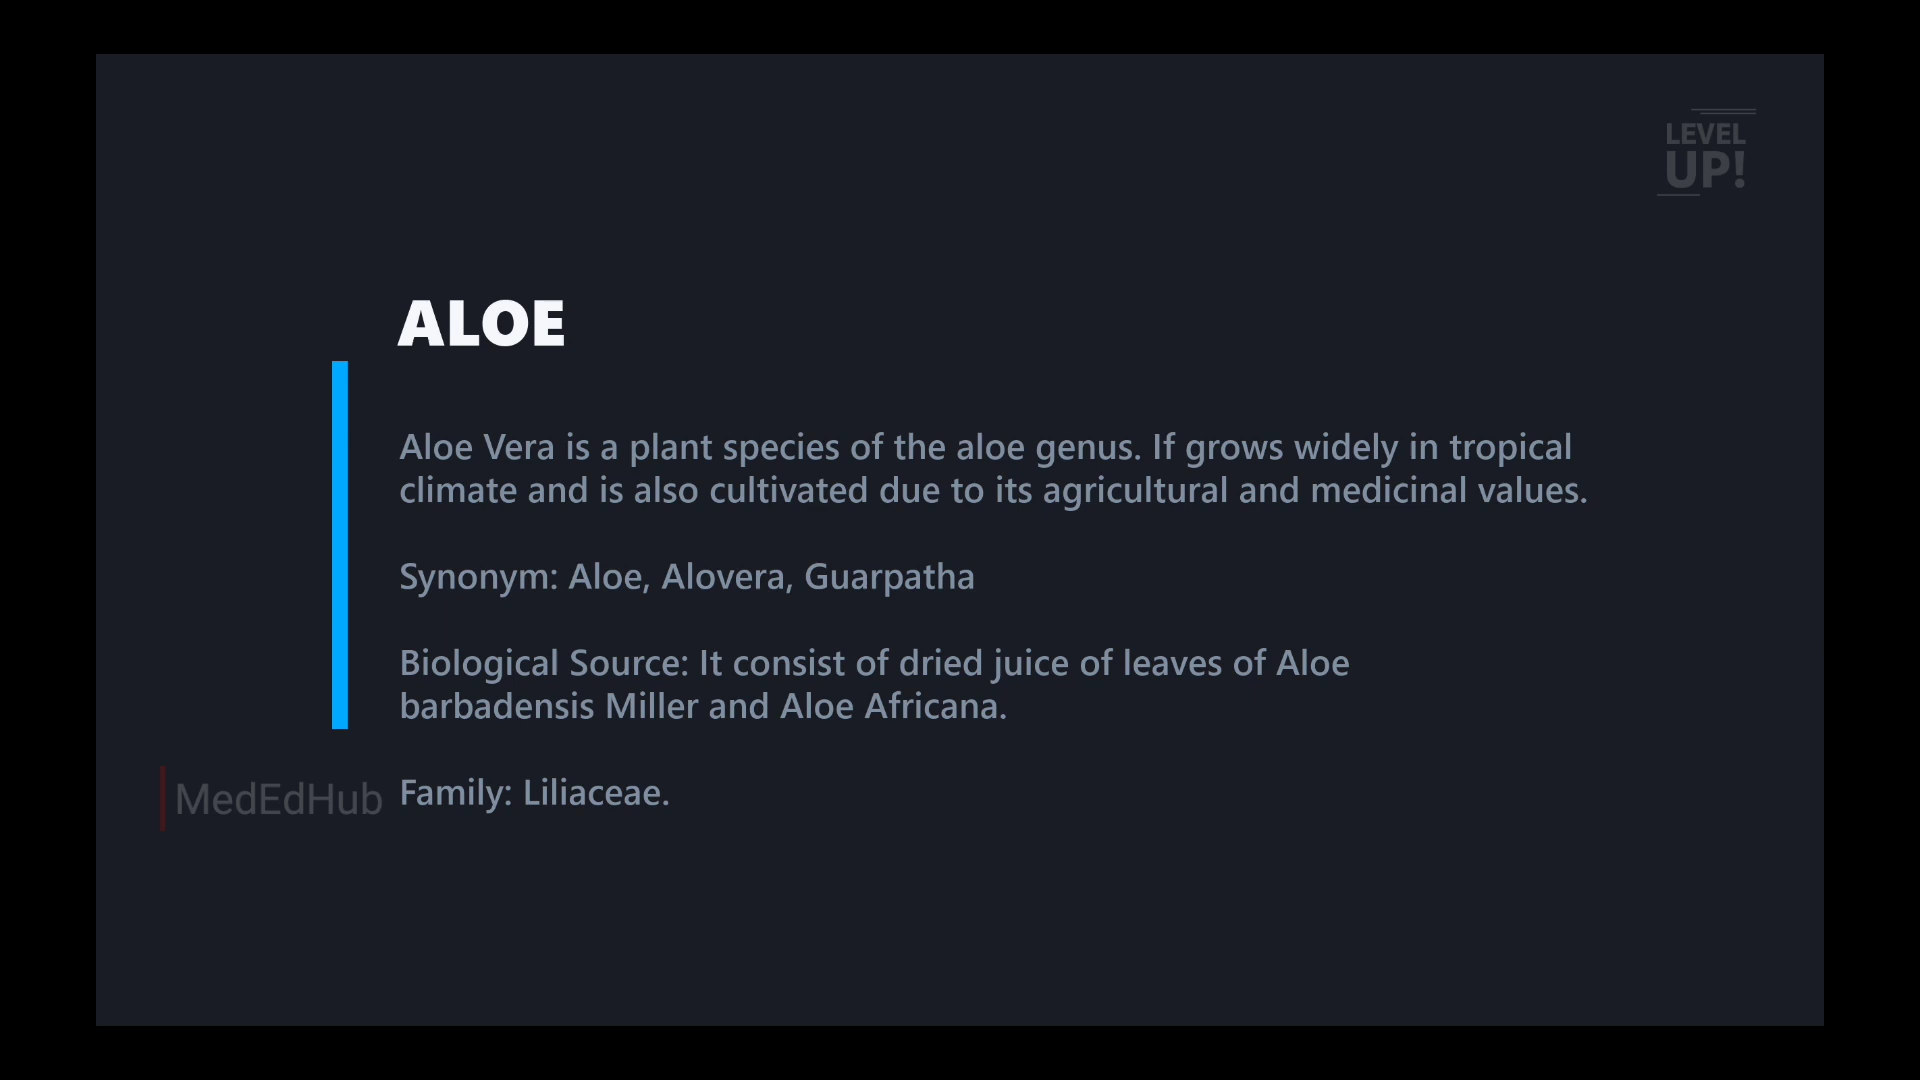 LEVEL
UP!
ALOE
Aloe Vera is a plant species of the aloe genus. If grows widely in tropical
climate and is also cultivated due to its agricultural and medicinal values.
Synonym: Aloe, Alovera, Guarpatha
Biological Source: It consist of dried juice of leaves of Aloe
barbadensis Miller and Aloe Africana.
Family: Liliaceae.
MedEdHub